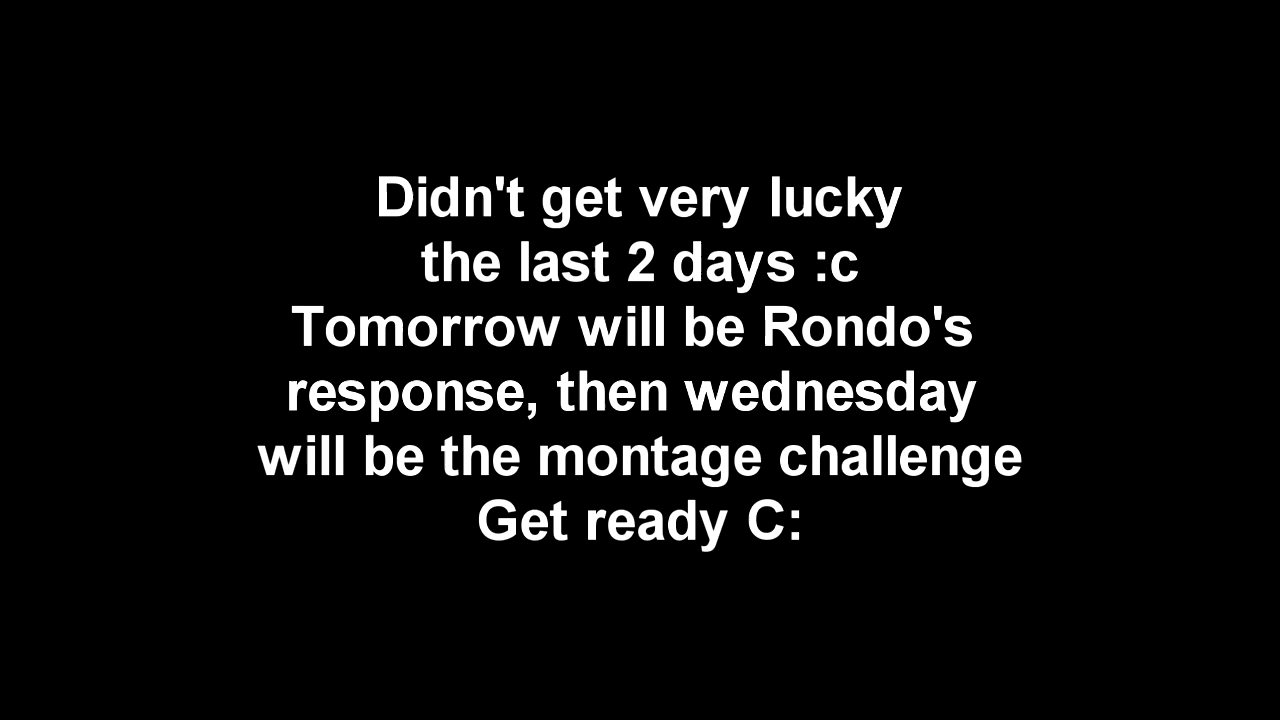 Didn't get very lucky
the last 2 days :c
Tomorrow will be Rondo's
response, then wednesday
will be the montage challenge
Get ready C: